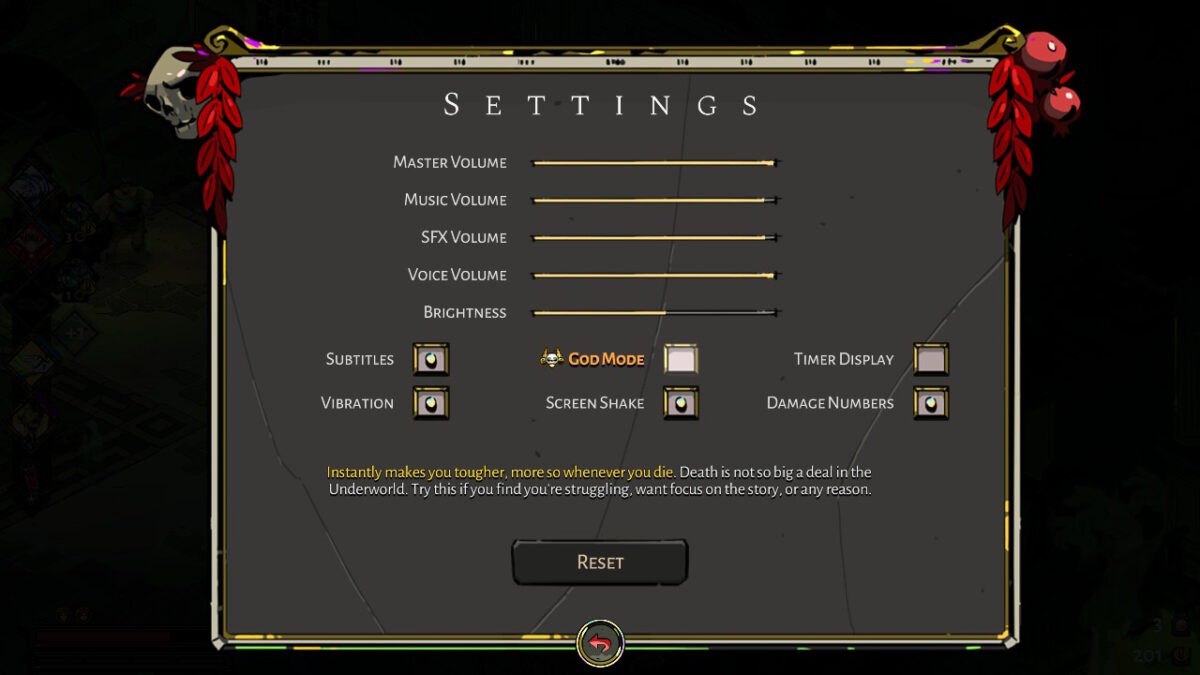 SETTINGS
MASTER VOLUME
MUSIC VOLUME
SFX VOLUME
VOICE VOLUME
BRIGHTNESS
SUBTITLES GOD MODE TIMER DISPLAY
VIBRATION SCREEN SHAKE DAMAGE NUMBERS
Instantly makes you tougher, more so whenever you die. Death is not so big a deal in the
Underworld. Try this if you find you're struggling, want focus on the story, or any reason.
RESET
3
201